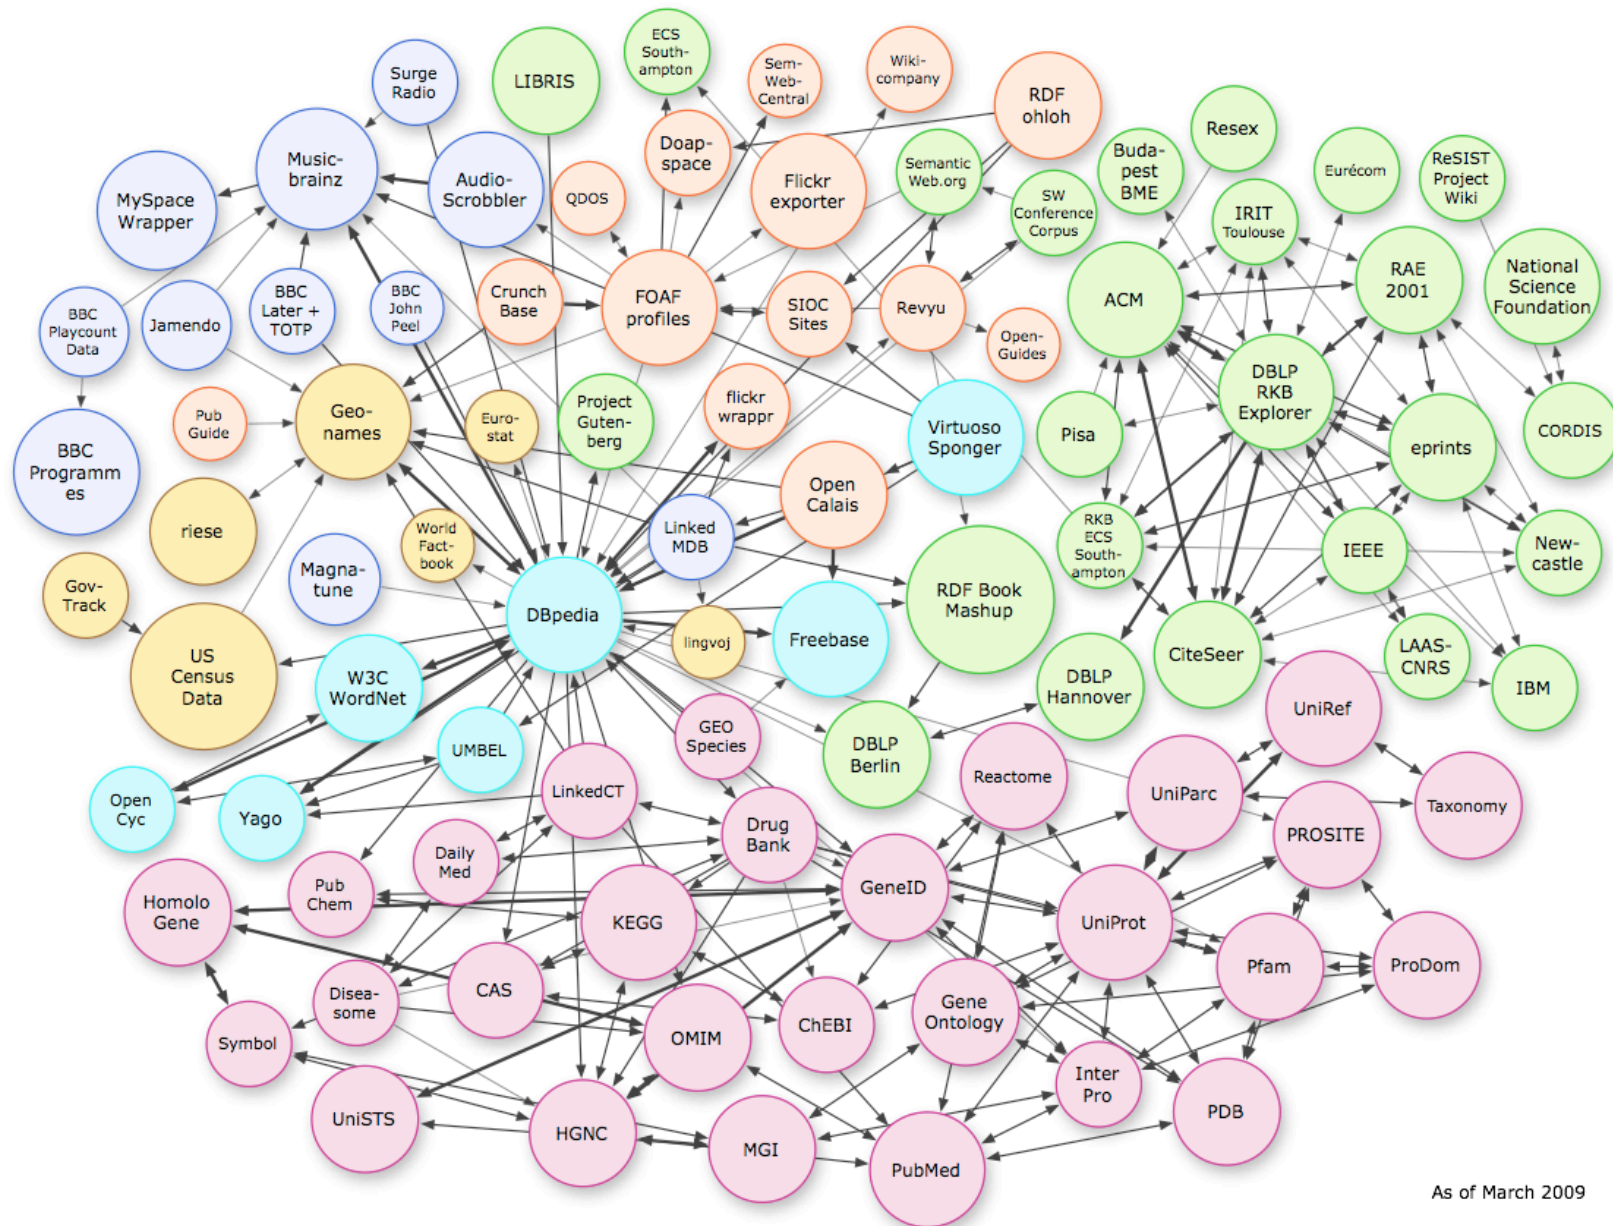 Surge
Radio
LIBRIS
ECS
South-
ampton
Sem-
Web-
Central
Wiki-
company
RDF
ohloh
Music-
brainz
MySpace
Wrapper
Audio-
Scrobbler
QDOS
Doap-
space
Flickr
exporter
Semantic
Web.org
SW
Conference
Corpus
Buda-
pest
BME
Resex
Eurécom
ReSIST
Project
Wiki
IRIT
Toulouse
BBC
Playcount
Data
Jamendo
BBC
Later +
TOTP
BBC
John
Peel
Crunch
Base
FOAF
profiles
SIOC
Sites
Revyu
Open-
Guides
ACM
RAE
2001
National
Science
Foundation
Pub
Guide
Geo-
names
Euro-
stat
Project
Guten-
berg
flickr
wrappr
Virtuoso
Sponger
Pisa
DBLP
RKB
Explorer
eprints
CORDIS
BBC
Programm
es
riese
World
Fact-
book
Linked
MDB
Open
Calais
RKB
ECS
South-
ampton
IEEE
New-
castle
Gov-
Track
Magna-
tune
DBpedia
lingvoj
Freebase
RDF Book
Mashup
US
Census
Data
W3C
WordNet
GEO
Species
DBLP
Berlin
DBLP
Hannover
CiteSeer
LAAS-
CNRS
IBM
UMBEL
Open
Cyc
Yago
LinkedCT
Reactome
UniParc
UniRef
Taxonomy
Daily
Med
Drug
Bank
PROSITE
Homolo
Gene
Pub
Chem
KEGG
GeneID
UniProt
Pfam
ProDom
Disea-
some
CAS
OMIM
ChEBI
Gene
Ontology
Symbol
UniSTS
HGNC
MGI
PubMed
Inter
Pro
PDB
As of March 2009